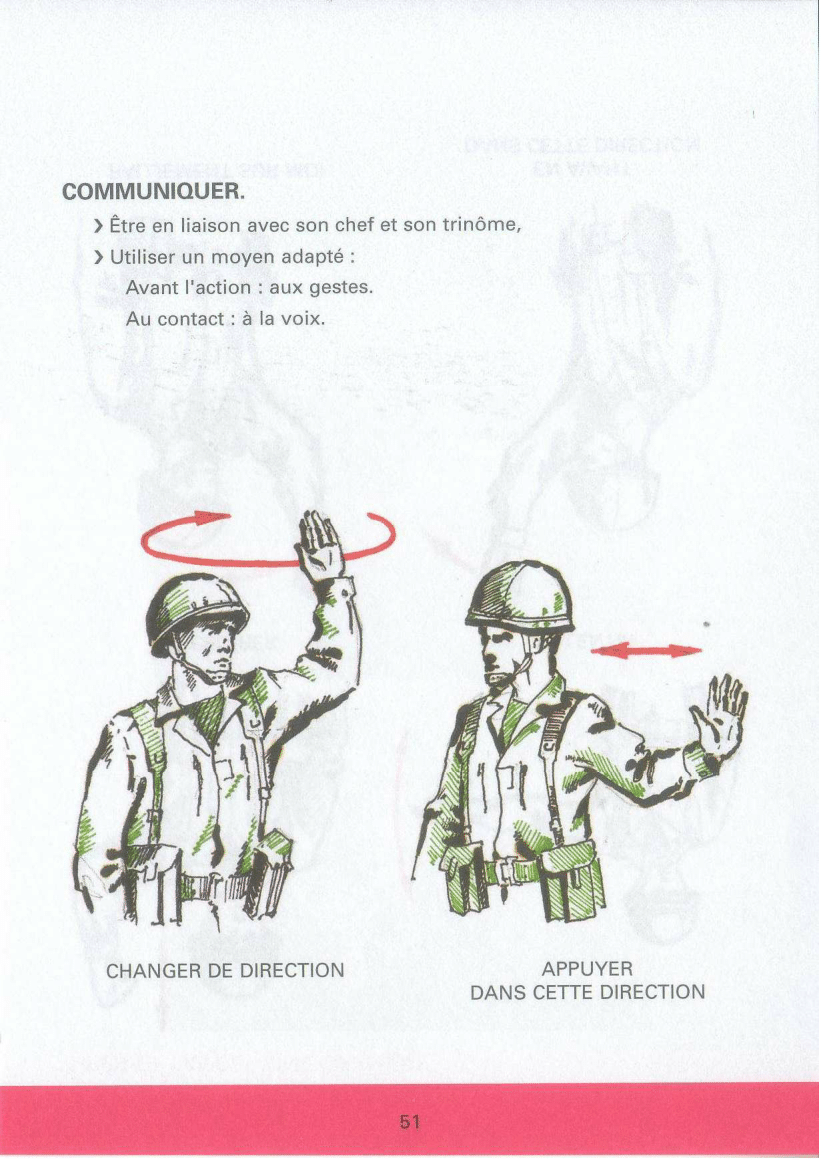 COMMUNIQUER.
❯ Être en liaison avec son chef et son trinôme,
❯ Utiliser un moyen adapté :
Avant l'action : aux gestes.
Au contact : à la voix.
CHANGER DE DIRECTION
APPUYER
DANS CETTE DIRECTION
51